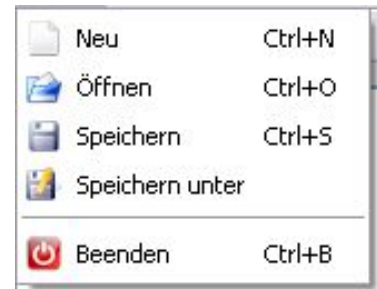 Neu Ctrl+N
Öffnen Ctrl+O
Speichern Ctrl+S
Speichern unter
Beenden Ctrl+B